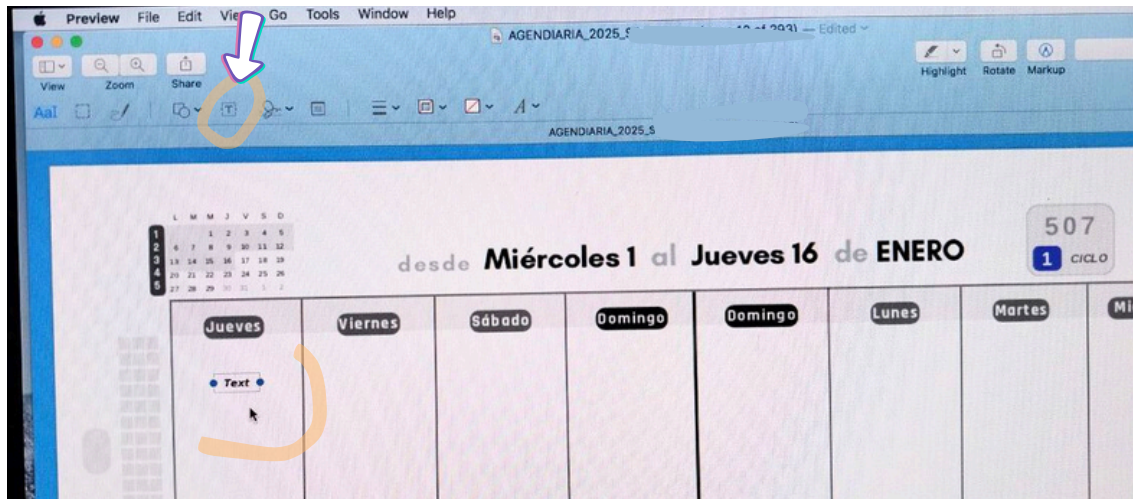 Preview File Edit View Go Tools Window Help
AGENDIARIA_2025_S — Edited
View Zoom Share Highlight Rotate Markup
AaI T A
AGENDIARIA_2025_S
L M M J V S D
1 1 2 3 4 5
2 6 7 8 9 10 11 12
3 13 14 15 16 17 18 19
4 20 21 22 23 24 25 26
5 27 28 29 30 31 1 2
desde Miércoles 1 al Jueves 16 de ENERO
507
1 CICLO
Jueves Viernes Sábado Domingo Domingo Lunes Martes
Text